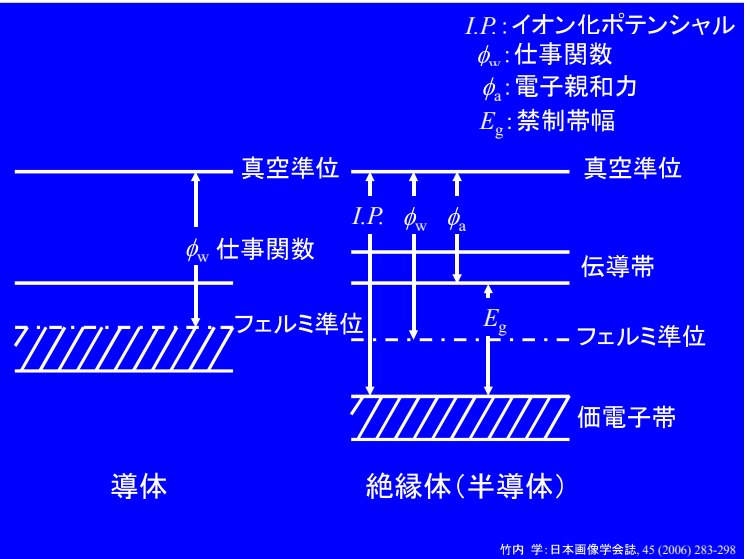 I.P.:イオン化ポテンシャル
ϕw:仕事関数
ϕa:電子親和力
Eg:禁制帯幅
真空準位
真空準位
I.P.
ϕw
ϕa
ϕw 仕事関数
伝導帯
フェルミ準位
Eg
フェルミ準位
価電子帯
導体
絶縁体(半導体)
竹内 学:日本画像学会誌, 45 (2006) 283-298